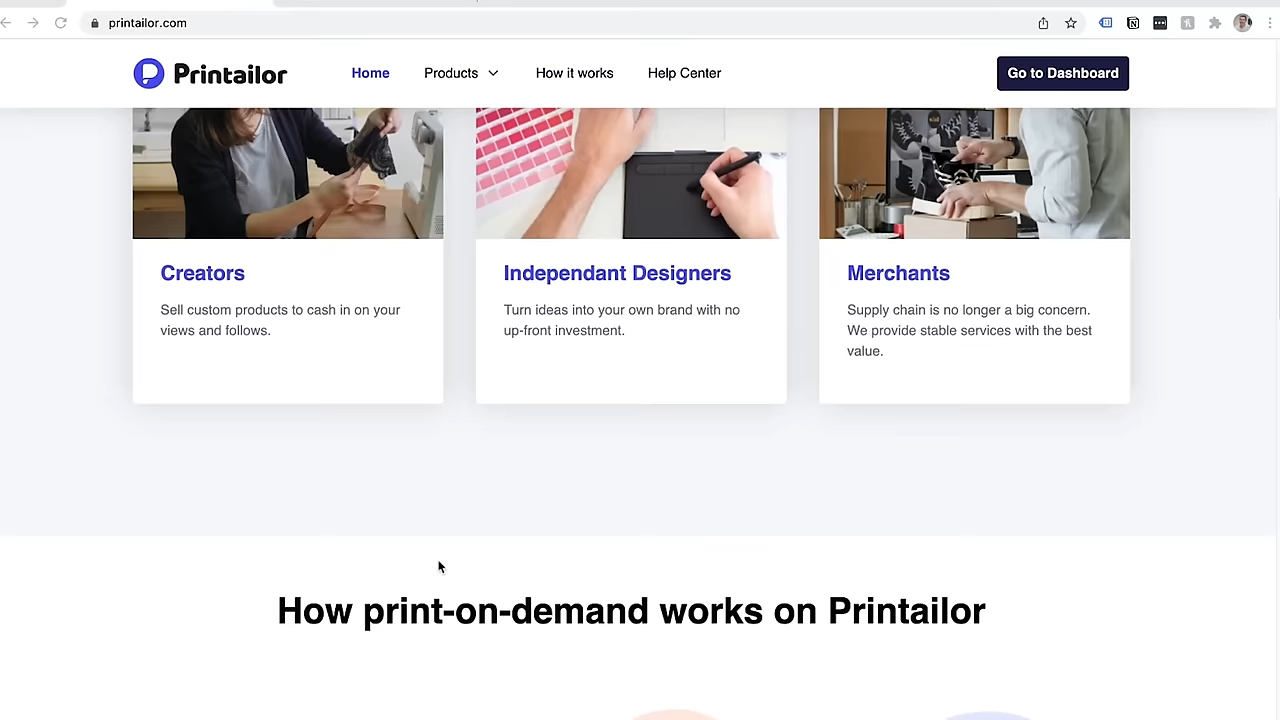 printailor.com
Printailor
Home
Products
How it works
Help Center
Go to Dashboard
Creators
Sell custom products to cash in on your
views and follows.
Independant Designers
Turn ideas into your own brand with no
up-front investment.
Merchants
Supply chain is no longer a big concern.
We provide stable services with the best
value.
How print-on-demand works on Printailor